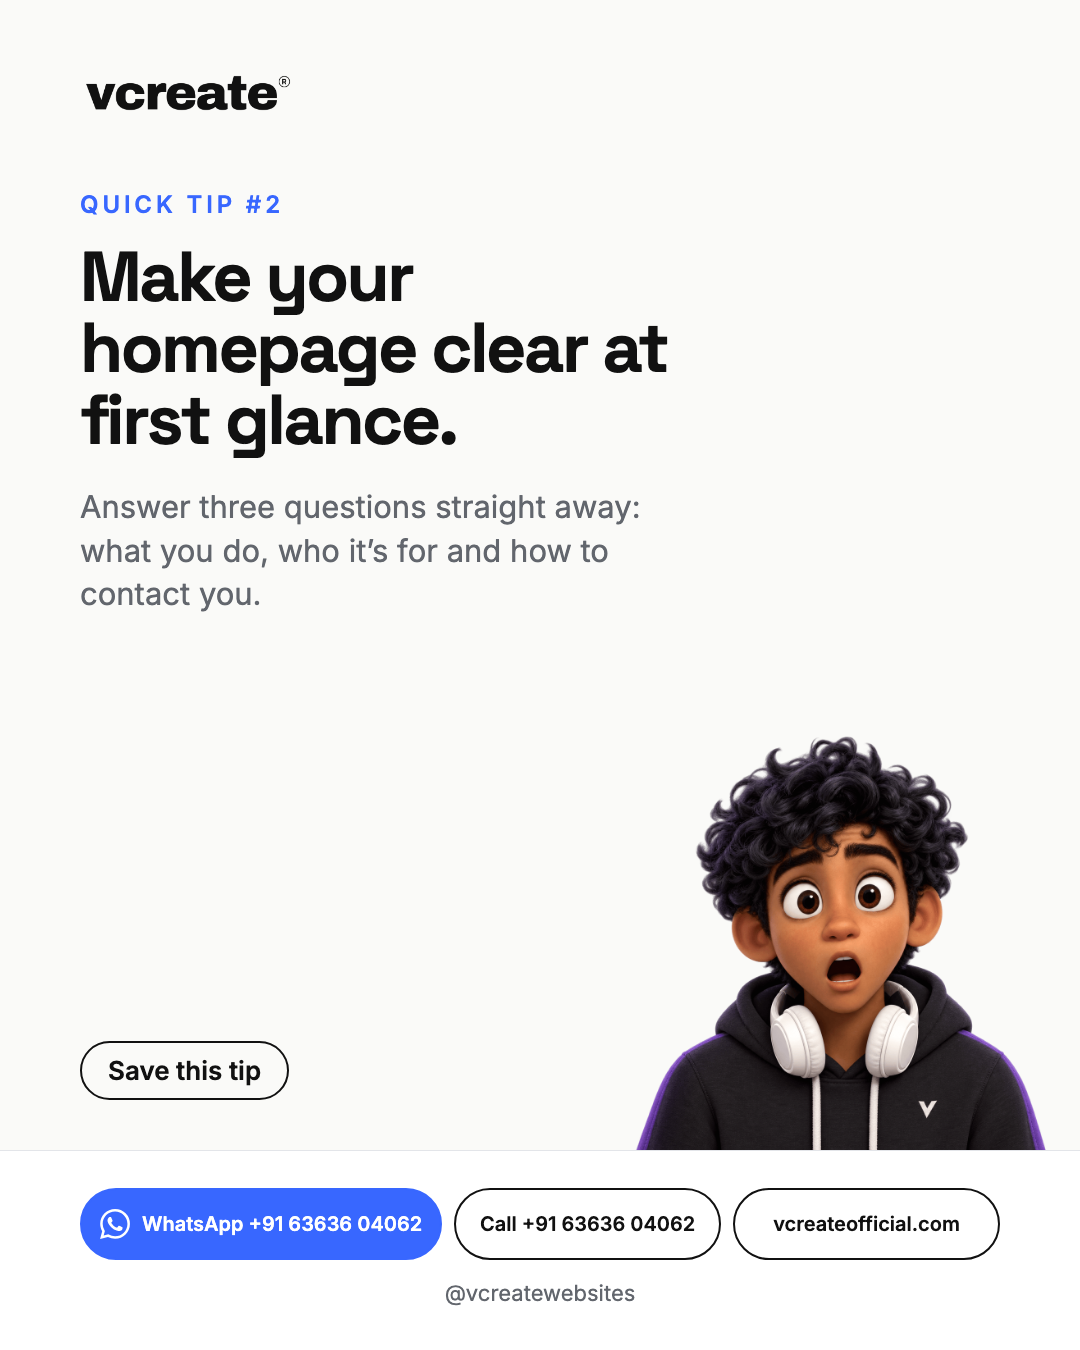 vcreate®
QUICK TIP #2
Make your
homepage clear at
first glance.
Answer three questions straight away:
what you do, who it’s for and how to
contact you.
Save this tip
V
WhatsApp +91 63636 04062
Call +91 63636 04062
vcreateofficial.com
@vcreatewebsites